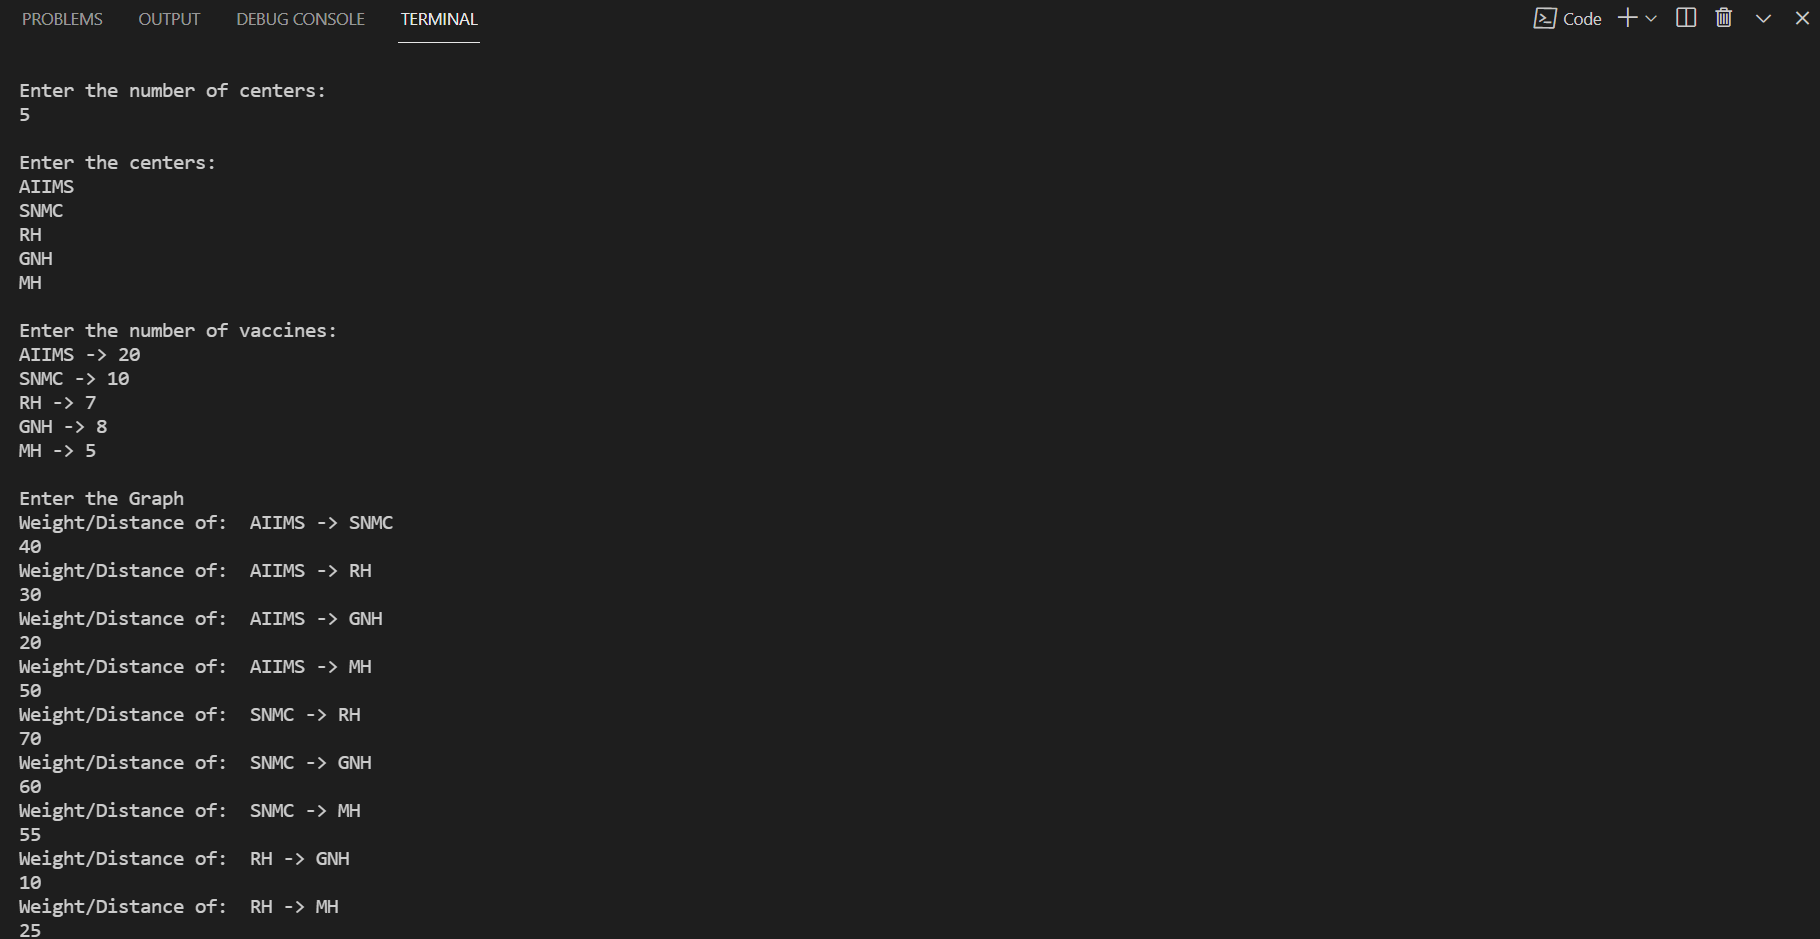 PROBLEMS OUTPUT DEBUG CONSOLE TERMINAL Code
Enter the number of centers:
5
Enter the centers:
AIIMS
SNMC
RH
GNH
MH
Enter the number of vaccines:
AIIMS -> 20
SNMC -> 10
RH -> 7
GNH -> 8
MH -> 5
Enter the Graph
Weight/Distance of:  AIIMS -> SNMC
40
Weight/Distance of:  AIIMS -> RH
30
Weight/Distance of:  AIIMS -> GNH
20
Weight/Distance of:  AIIMS -> MH
50
Weight/Distance of:  SNMC -> RH
70
Weight/Distance of:  SNMC -> GNH
60
Weight/Distance of:  SNMC -> MH
55
Weight/Distance of:  RH -> GNH
10
Weight/Distance of:  RH -> MH
25